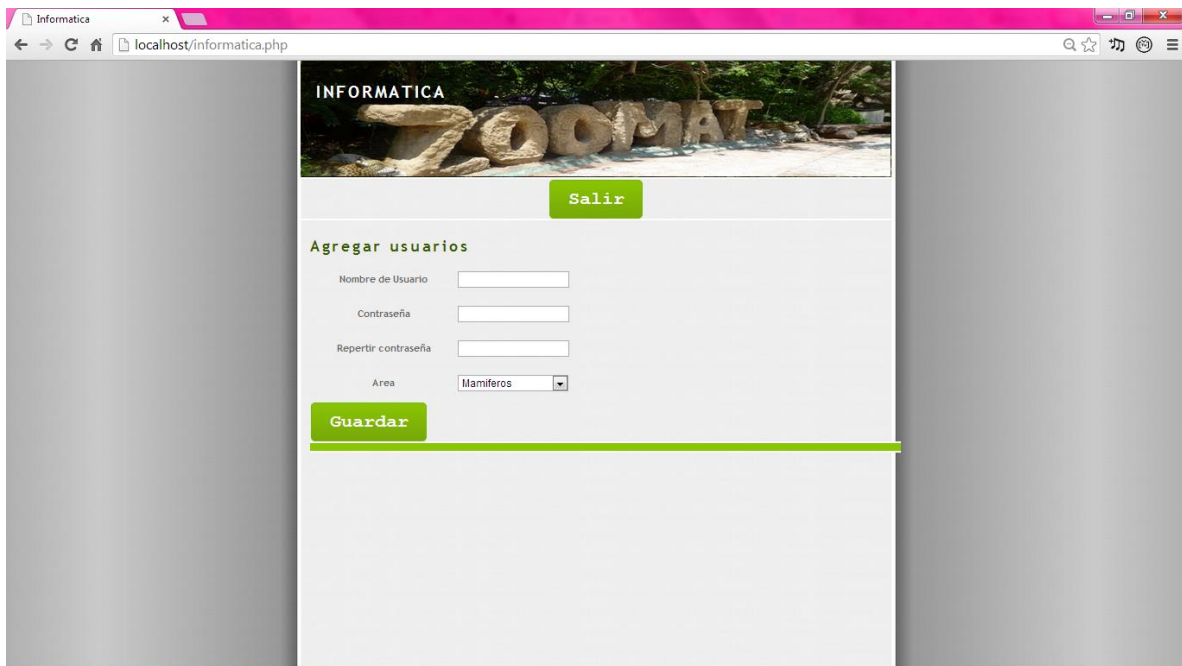 Informatica
localhost/informatica.php
INFORMATICA
ZOOMAT
Salir
Agregar usuarios
Nombre de Usuario
Contraseña
Repertir contraseña
Area
Mamiferos
Guardar